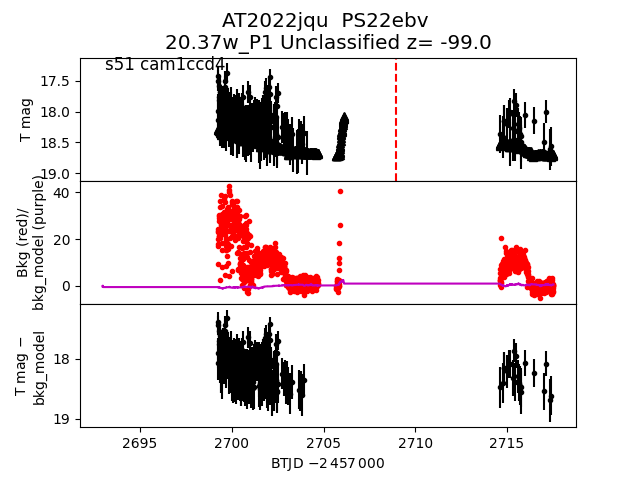 AT2022jqu  PS22ebv
20.37w_P1 Unclassified z= -99.0
s51 cam1ccd4
T mag
17.5
18.0
18.5
19.0
Bkg (red)/
bkg_model (purple)
40
20
0
T mag −
bkg_model
18
19
2695
2700
2705
2710
2715
BTJD −2 457 000